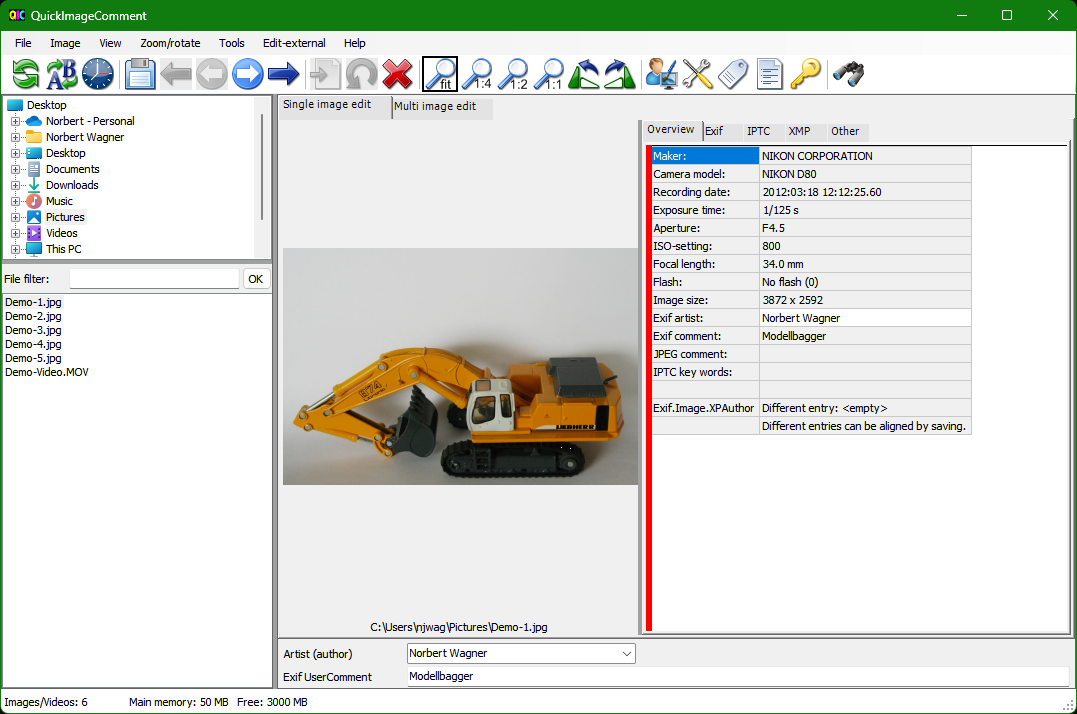 QIC QuickImageComment
File Image View Zoom/rotate Tools Edit-external Help
A B fit 1:4 1:2 1:1
Desktop
Norbert - Personal
Norbert Wagner
Desktop
Documents
Downloads
Music
Pictures
Videos
This PC
File filter: OK
Demo-1.jpg
Demo-2.jpg
Demo-3.jpg
Demo-4.jpg
Demo-5.jpg
Demo-Video.MOV
Single image edit Multi image edit
LIEBHERR
C:\Users\njwag\Pictures\Demo-1.jpg
Overview Exif IPTC XMP Other
Maker: NIKON CORPORATION
Camera model: NIKON D80
Recording date: 2012:03:18 12:12:25.60
Exposure time: 1/125 s
Aperture: F4.5
ISO-setting: 800
Focal length: 34.0 mm
Flash: No flash (0)
Image size: 3872 x 2592
Exif artist: Norbert Wagner
Exif comment: Modellbagger
JPEG comment:
IPTC key words:
Exif.Image.XPAuthor Different entry: <empty>
Different entries can be aligned by saving.
Artist (author) Norbert Wagner
Exif UserComment Modellbagger
Images/Videos: 6 Main memory: 50 MB Free: 3000 MB